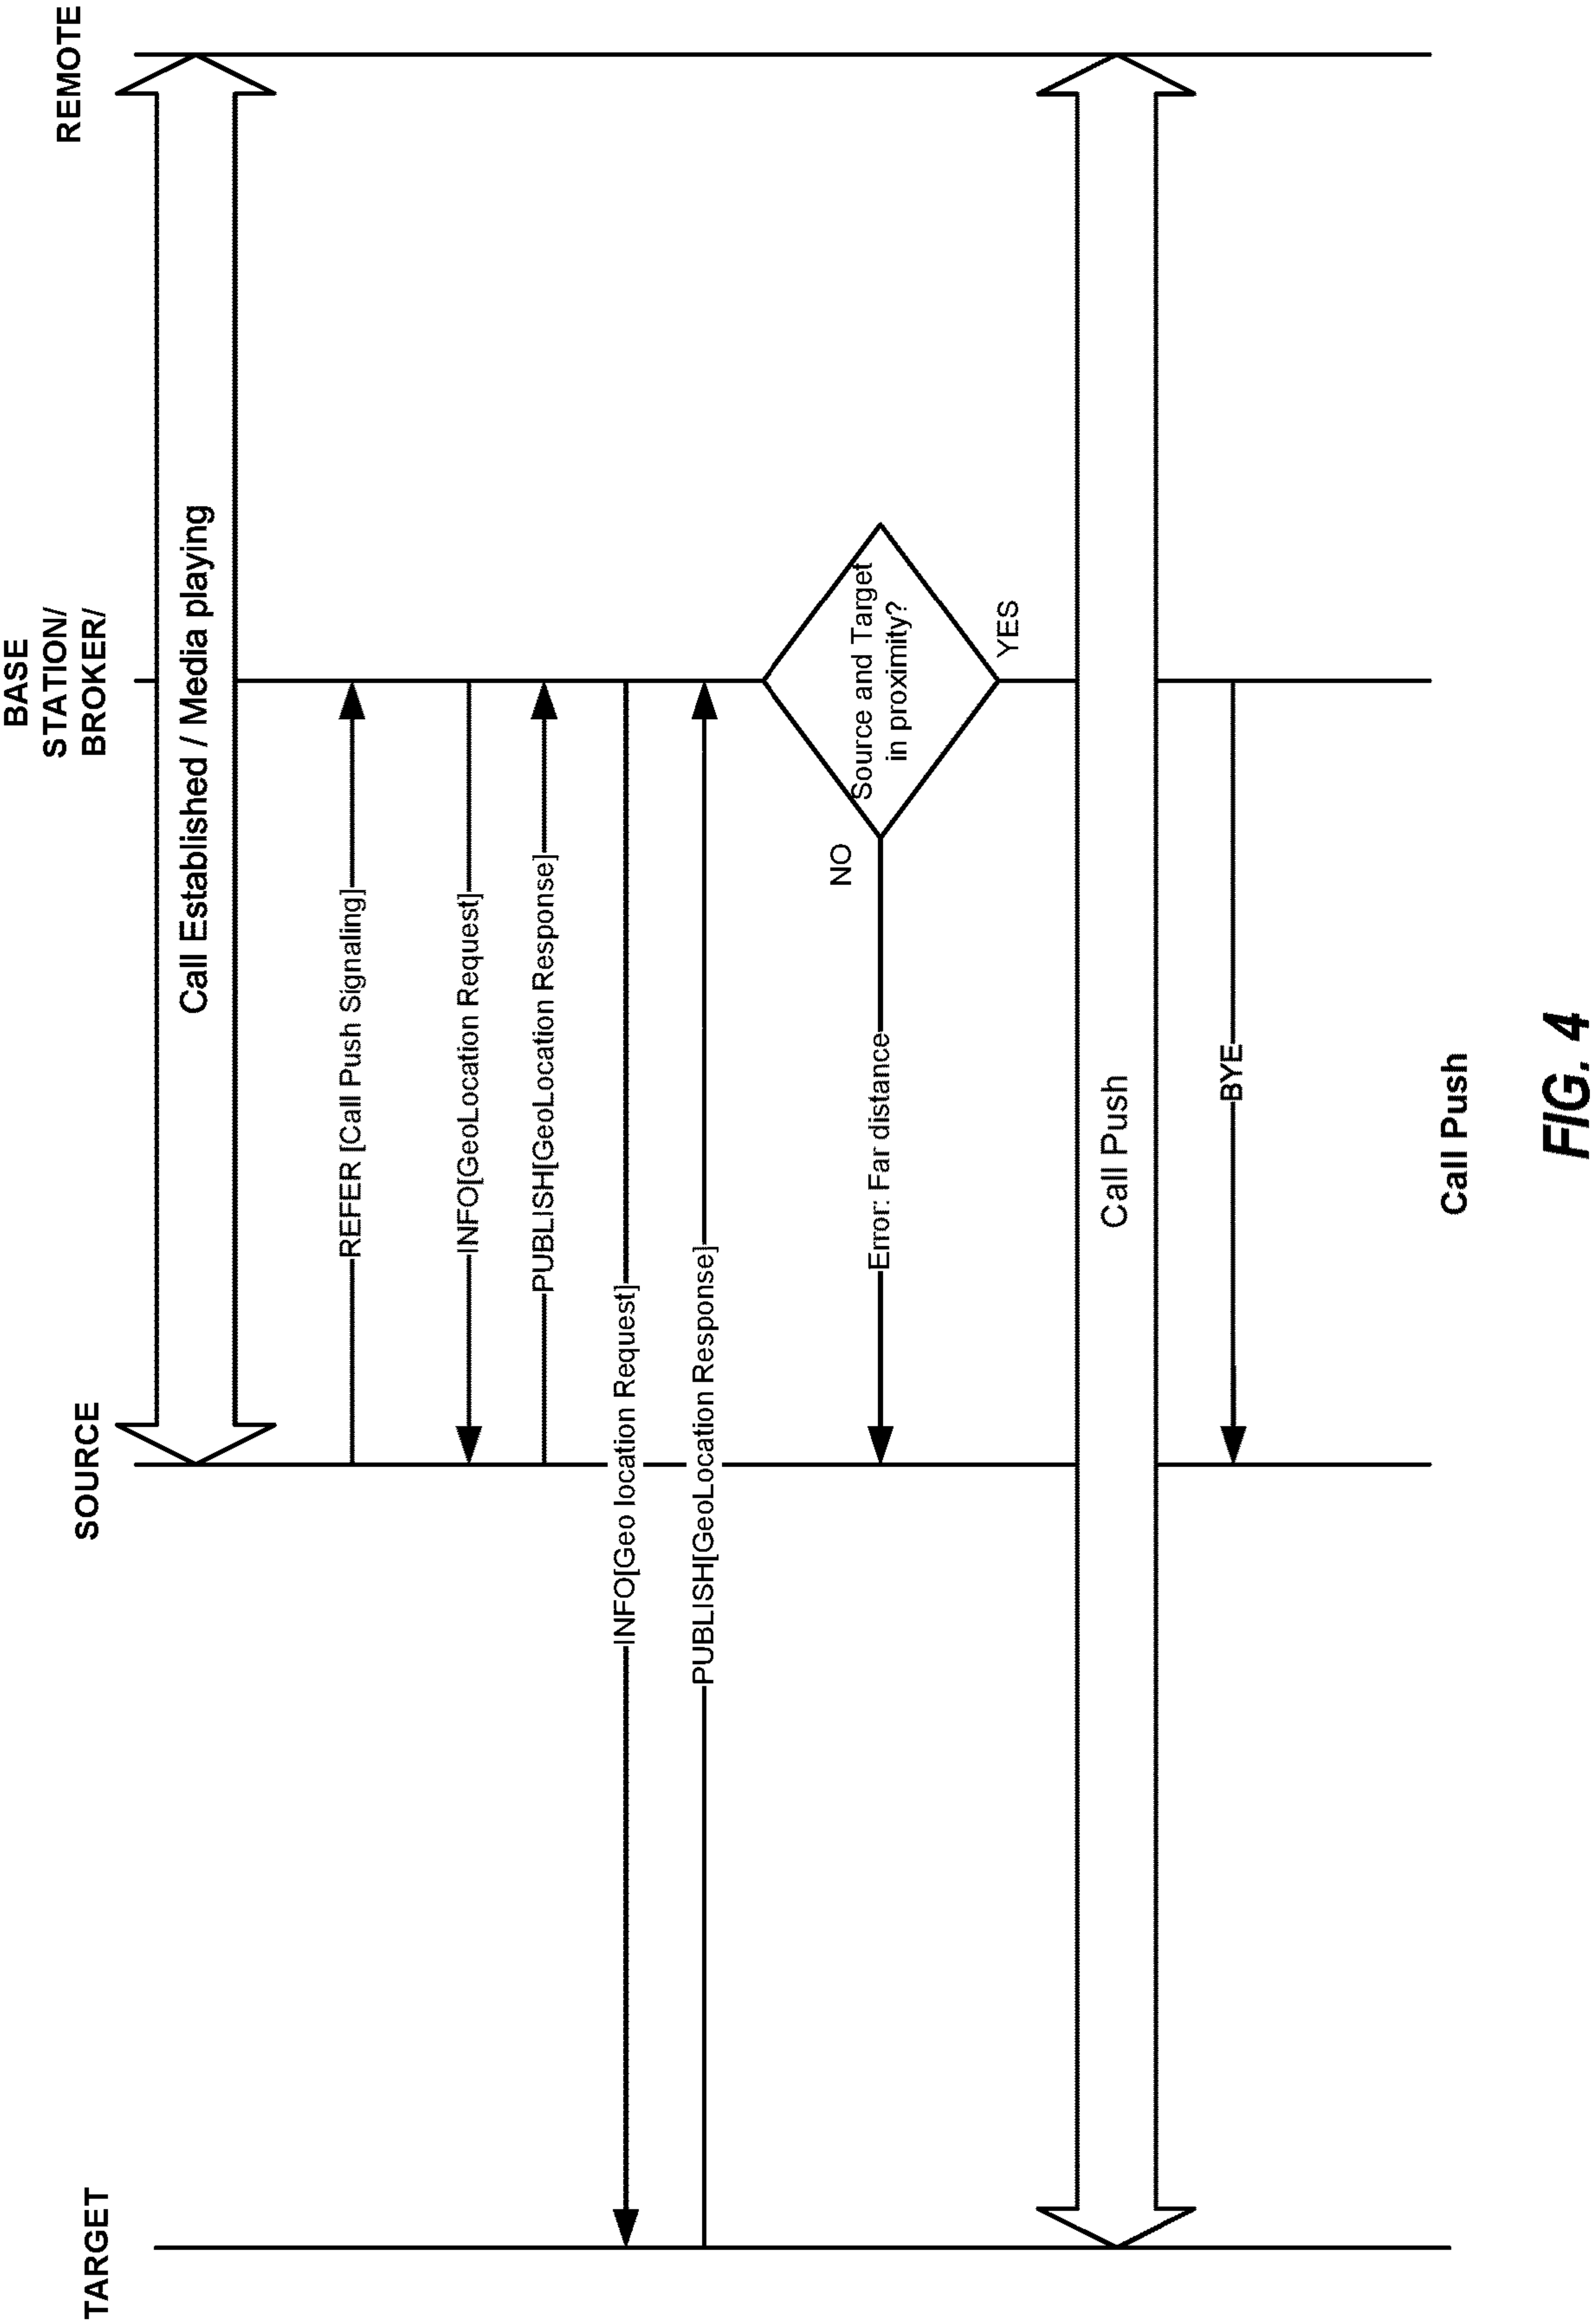 TARGET
SOURCE
BASE
STATION/
BROKER/
REMOTE
Call Established / Media playing
REFER [Call Push Signaling]
INFO[GeoLocation Request]
PUBLISH[GeoLocation Response]
INFO[Geo location Request]
PUBLISH[GeoLocation Response]
Source and Target
in proximity?
NO
Error: Far distance
YES
Call Push
BYE
Call Push
FIG. 4